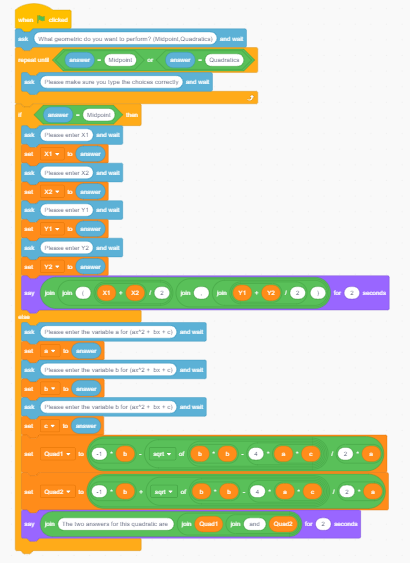 when clicked
ask What geometric do you want to perform? (Midpoint,Quadratics) and wait
repeat until answer = Midpoint or answer = Quadratics
ask Please make sure you type the choices correctly and wait
if answer = Midpoint then
ask Please enter X1 and wait
set X1 to answer
ask Please enter X2 and wait
set X2 to answer
ask Please enter Y1 and wait
set Y1 to answer
ask Please enter Y2 and wait
set Y2 to answer
say join join ( X1 + X2 / 2 join , join Y1 + Y2 / 2 ) for 2 seconds
else
ask Please enter the variable a for (ax^2 + bx + c) and wait
set a to answer
ask Please enter the variable b for (ax^2 + bx + c) and wait
set b to answer
ask Please enter the variable b for (ax^2 + bx + c) and wait
set c to answer
set Quad1 to -1 * b - sqrt of b * b - 4 * a * c / 2 * a
set Quad2 to -1 * b + sqrt of b * b - 4 * a * c / 2 * a
say The two answers for this quadratic are join Quad1 join and Quad2 for 2 seconds